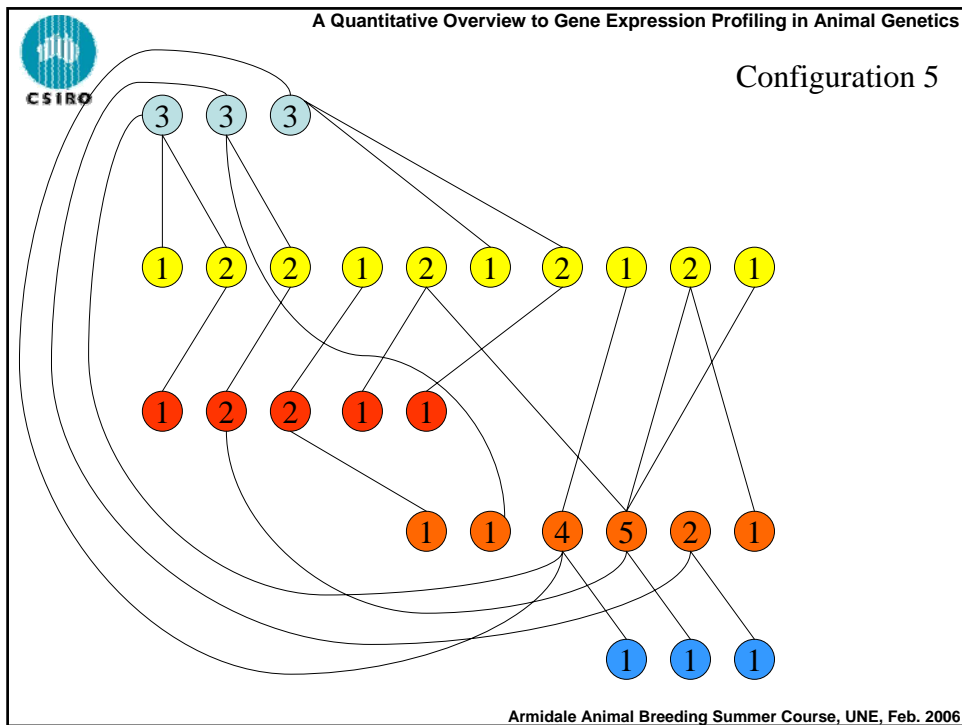 A Quantitative Overview to Gene Expression Profiling in Animal Genetics
CSIRO
Configuration 5
3 3 3
1 2 2 1 2 1 2 1 2 1
1 2 2 1 1
1 1 4 5 2 1
1 1 1
Armidale Animal Breeding Summer Course, UNE, Feb. 2006